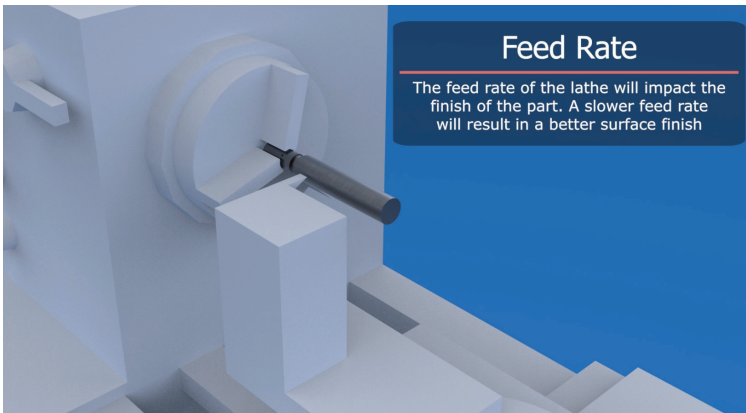 Feed Rate
The feed rate of the lathe will impact the
finish of the part. A slower feed rate
will result in a better surface finish